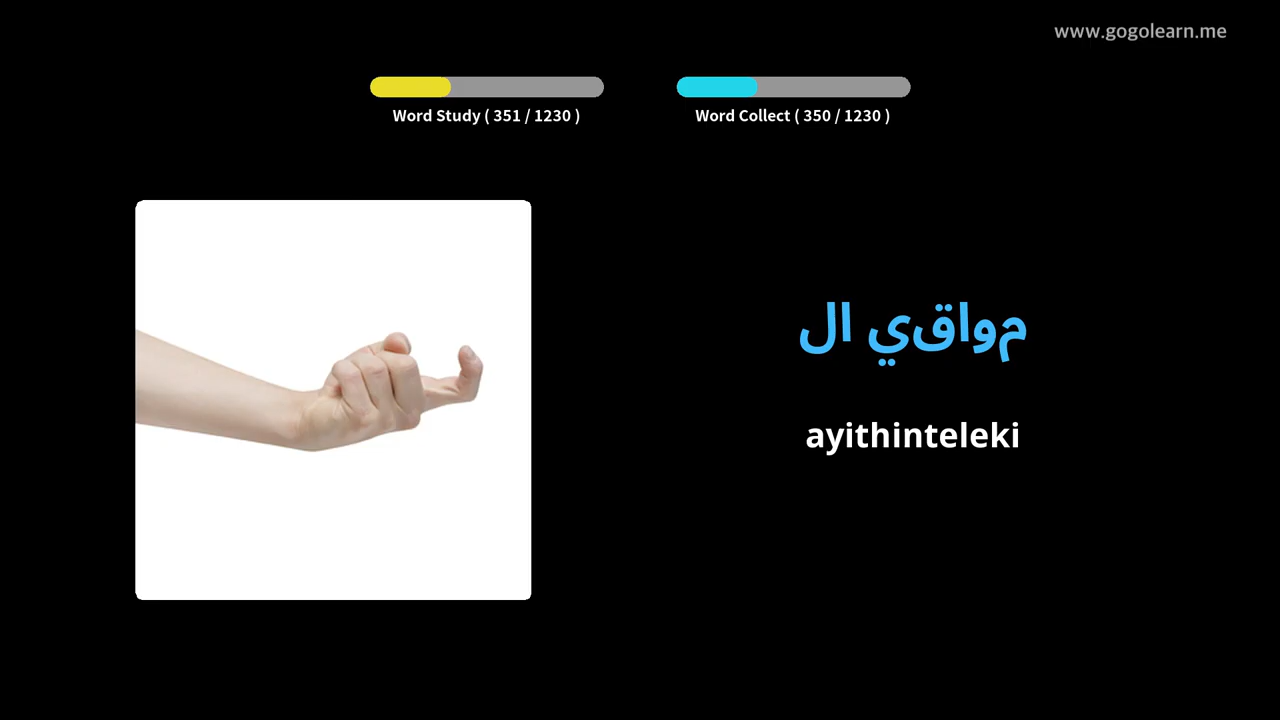 www.gogolearn.me
Word Study ( 351 / 1230 )
Word Collect ( 350 / 1230 )
مواقي ال
ayithinteleki